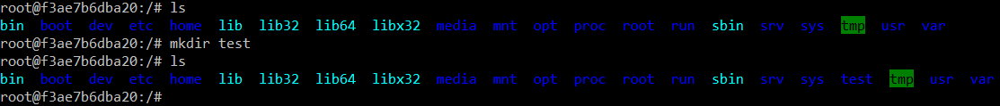 root@f3ae7b6dba20:/# ls
bin boot dev etc home lib lib32 lib64 libx32 media mnt opt proc root run sbin srv sys tmp usr var
root@f3ae7b6dba20:/# mkdir test
root@f3ae7b6dba20:/# ls
bin boot dev etc home lib lib32 lib64 libx32 media mnt opt proc root run sbin srv sys test tmp usr var
root@f3ae7b6dba20:/#